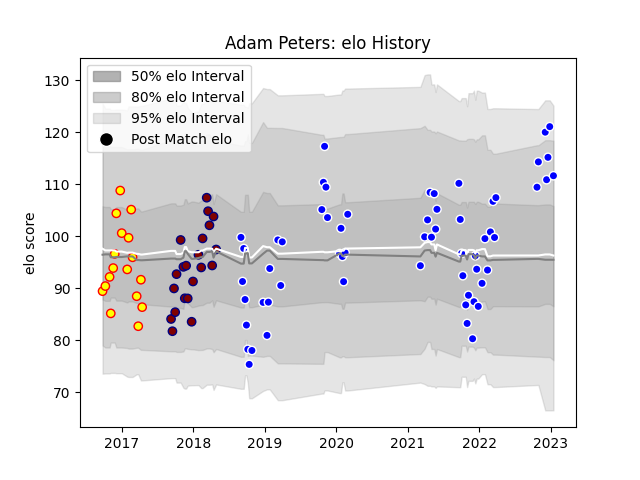 Adam Peters: elo History
50% elo Interval
80% elo Interval
95% elo Interval
Post Match elo
elo score
130
120
110
100
90
80
70
2017
2018
2019
2020
2021
2022
2023